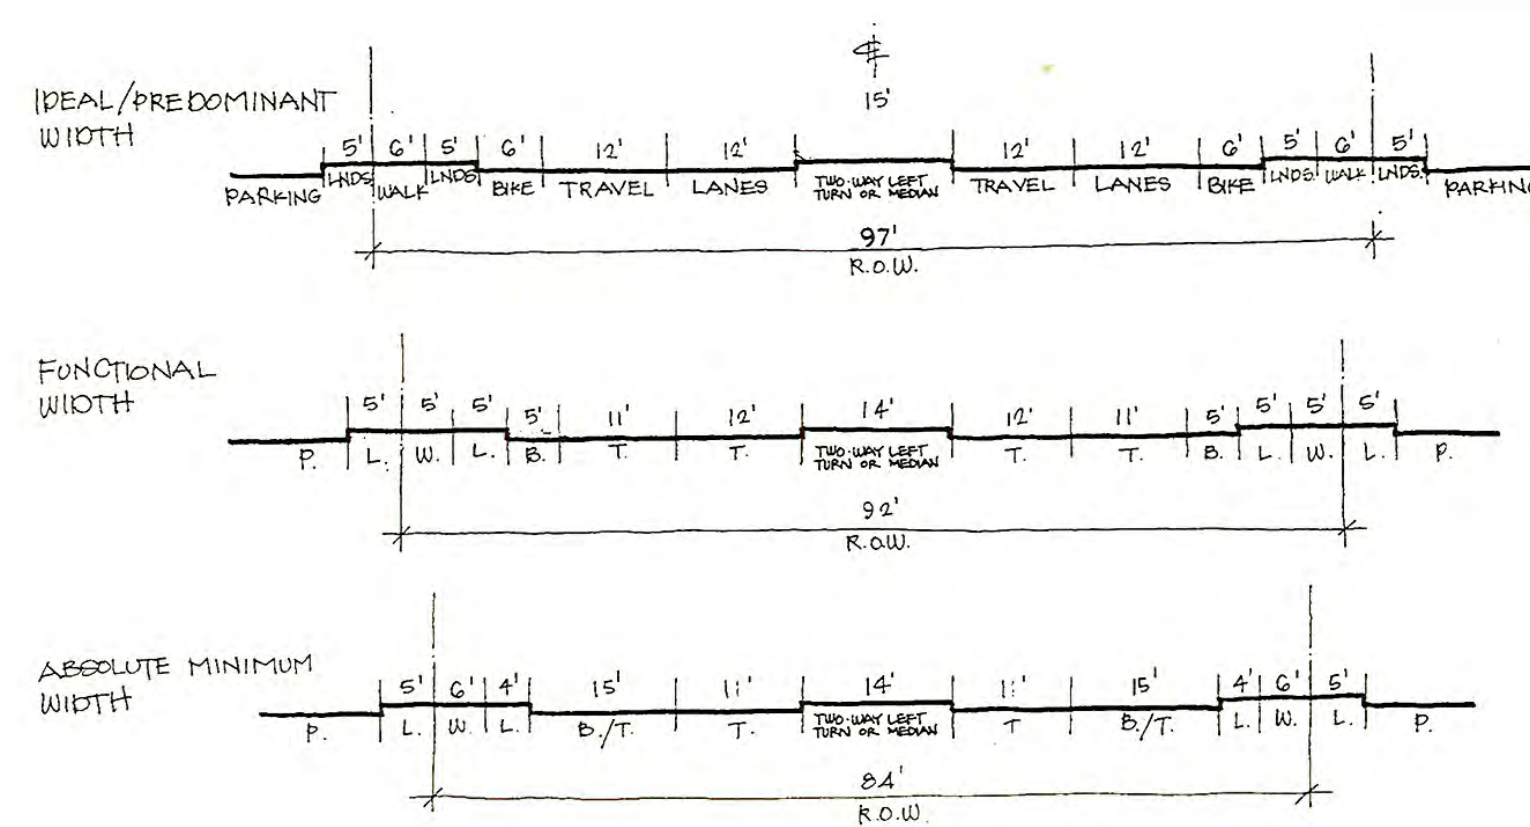 ℄
15'
IDEAL/PREDOMINANT
WIDTH
5' 6' 5' 6' 12' 12' 12' 12' 6' 5' 6' 5'
PARKING LNDS. WALK LNDS. BIKE TRAVEL LANES TWO-WAY LEFT TRAVEL LANES BIKE LNDS. WALK LNDS. PARKING
TURN OR MEDIAN
97'
R.O.W.
FUNCTIONAL
WIDTH
5' 5' 5' 5' 11' 12' 14' 12' 11' 5' 5' 5' 5'
P. L. W. L. B. T. T. TWO-WAY LEFT T. T. B. L. W. L. P.
TURN OR MEDIAN
92'
R.O.W.
ABSOLUTE MINIMUM
WIDTH
5' 6' 4' 15' 11' 14' 11' 15' 4' 6' 5'
P. L. W. L. B./T. T. TWO-WAY LEFT T B./T. L. W. L. P.
TURN OR MEDIAN
84'
R.O.W.